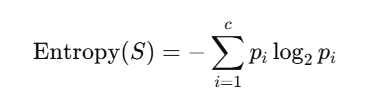 Entropy(S) = − ∑_{i=1}^{c} p_i log_2 p_i